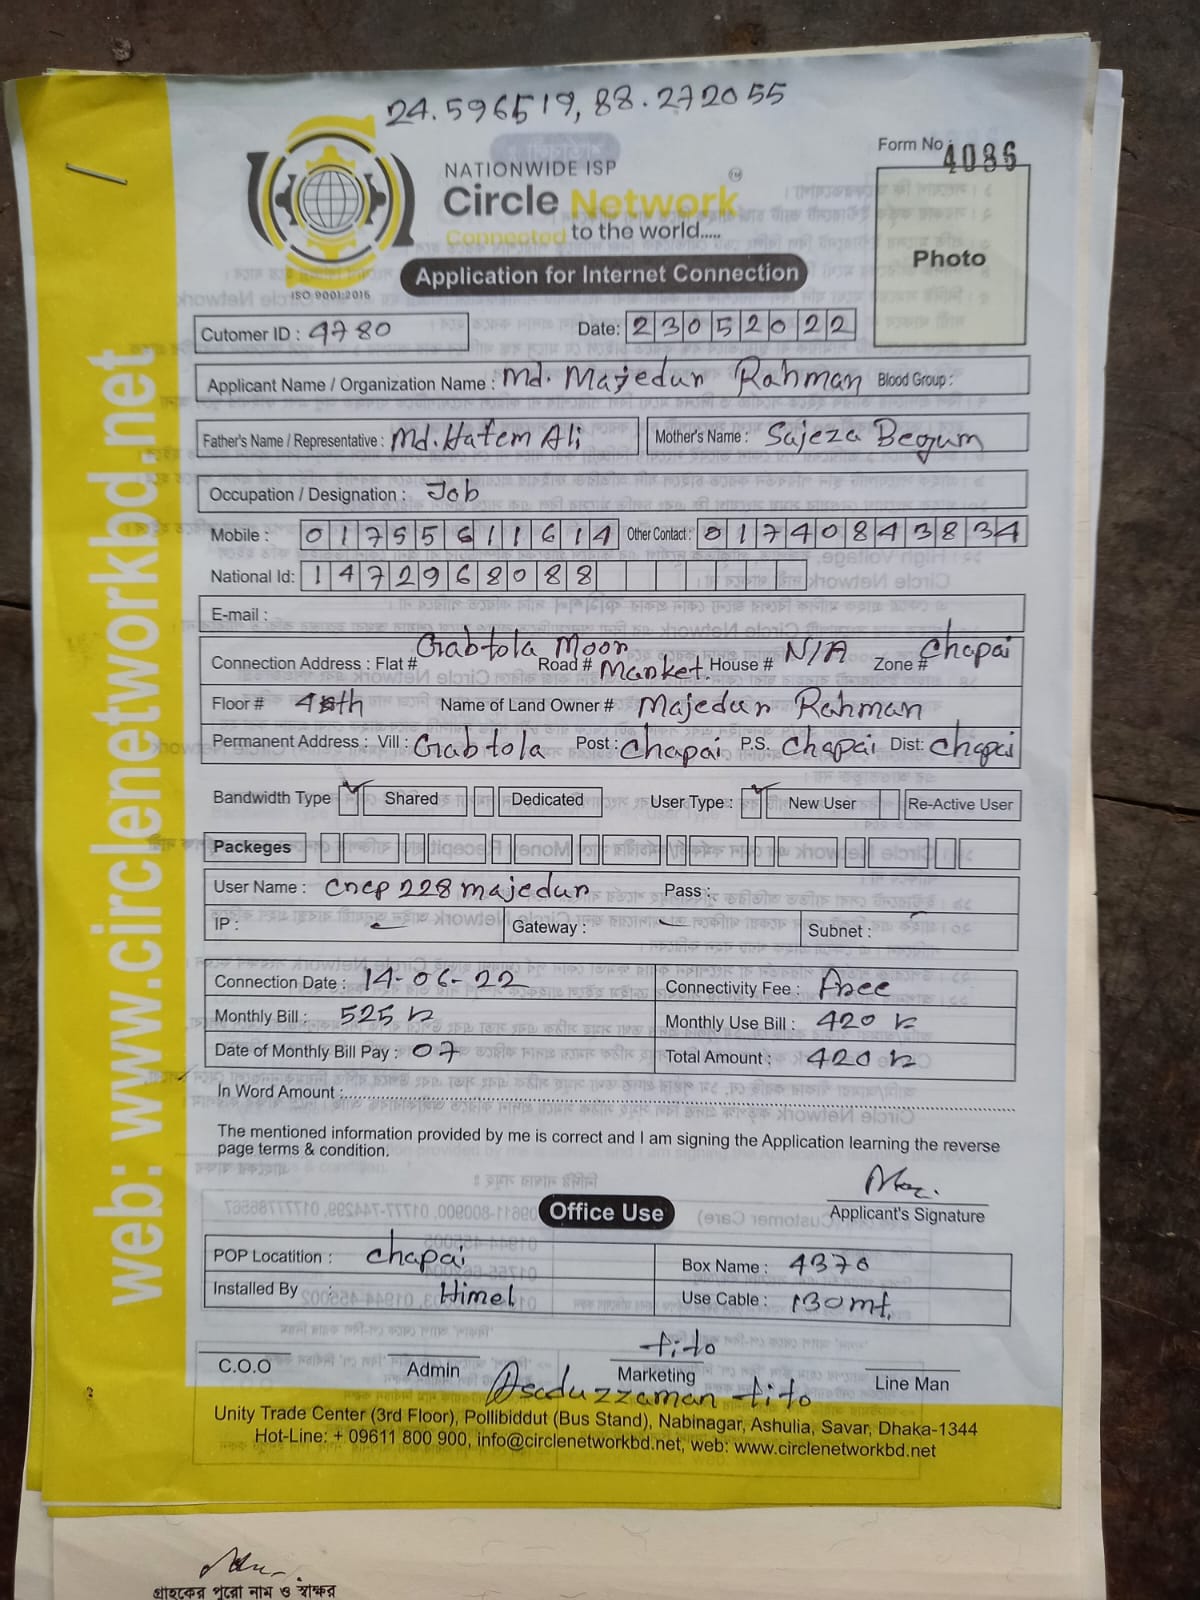 24.596519, 88.272055
Form No 4086
NATIONWIDE ISP
Circle Network
Connected to the world.....
ISO 9001:2015
Application for Internet Connection
Photo
Cutomer ID : 4780 Date: 23052022
Applicant Name / Organization Name : Md. Majedur Rahman Blood Group :
Father's Name / Representative : Md. Hatem Ali Mother's Name : Sajeza Begum
Occupation / Designation : Job
Mobile : 01755611614 Other Contact : 01740843834
National Id: 1472968088
E-mail :
Connection Address : Flat # Gabtola Moon Road # Market. House # N/A Zone # Chapai
Floor # 4th Name of Land Owner # Majedur Rahman
Permanent Address : Vill : Gabtola Post : Chapai P.S. Chapai Dist: Chapai
Bandwidth Type Shared Dedicated User Type : New User Re-Active User
Packeges
User Name : cncp228majedur Pass :
IP : Gateway : Subnet :
Connection Date : 14-06-22 Connectivity Fee : Free
Monthly Bill : 525 Monthly Use Bill : 420
Date of Monthly Bill Pay : 07 Total Amount : 420
In Word Amount :
The mentioned information provided by me is correct and I am signing the Application learning the reverse
page terms & condition.
Applicant's Signature
Office Use
POP Locatition : Chapai Box Name : 4370
Installed By : Himel Use Cable : 130mt.
tito
C.O.O Admin Marketing Line Man
Asaduzzaman tito
Unity Trade Center (3rd Floor), Pollibiddut (Bus Stand), Nabinagar, Ashulia, Savar, Dhaka-1344
Hot-Line: + 09611 800 900, info@circlenetworkbd.net, web: www.circlenetworkbd.net
web: www.circlenetworkbd.net
গ্রাহকের পুরো নাম ও স্বাক্ষর